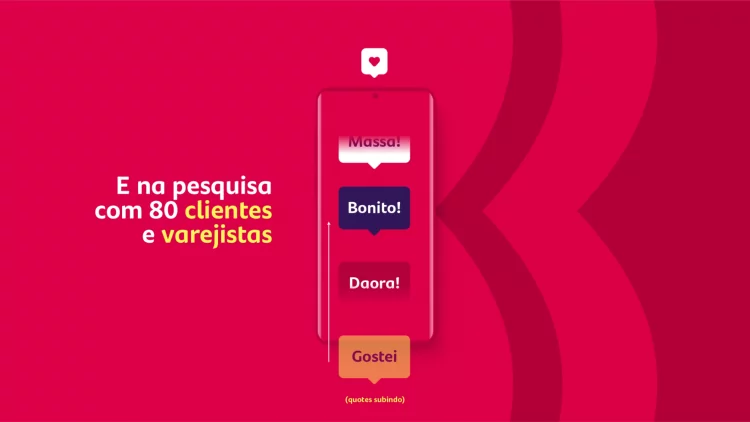 E na pesquisa
com 80 clientes
e varejistas
Massa!
Bonito!
Daora!
Gostei
(quotes subindo)